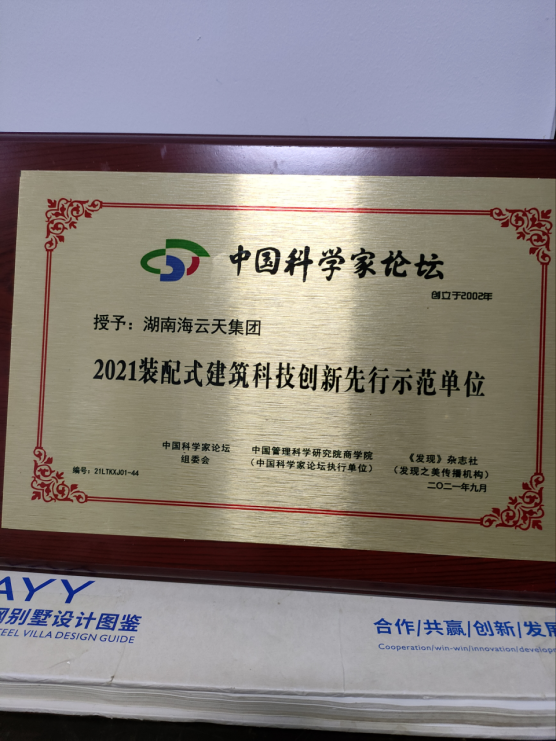 中国科学家论坛
创立于2002年
授予：湖南海云天集团
2021装配式建筑科技创新先行示范单位
中国科学家论坛
组委会
中国管理科学研究院商学院
（中国科学家论坛执行单位）
《发现》杂志社
（发现之美传播机构）
二〇二一年九月
编号：21LTKXJ01-44
AYY
钢别墅设计图鉴
STEEL VILLA DESIGN GUIDE
合作/共赢/创新/发展
Cooperation/win-win/innovation/develop